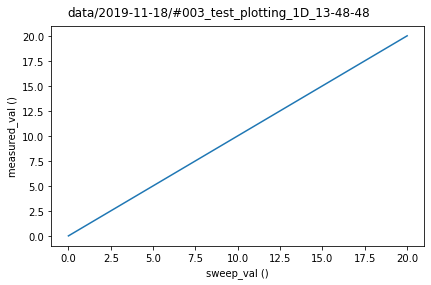 data/2019-11-18/#003_test_plotting_1D_13-48-48
20.0
17.5
15.0
12.5
10.0
7.5
5.0
2.5
0.0
measured_val ()
0.0 2.5 5.0 7.5 10.0 12.5 15.0 17.5 20.0
sweep_val ()